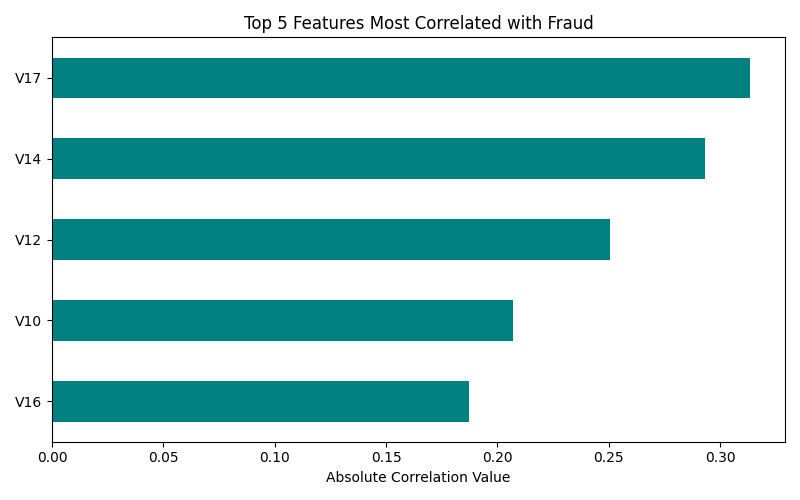 Top 5 Features Most Correlated with Fraud
V17
V14
V12
V10
V16
0.00 0.05 0.10 0.15 0.20 0.25 0.30
Absolute Correlation Value